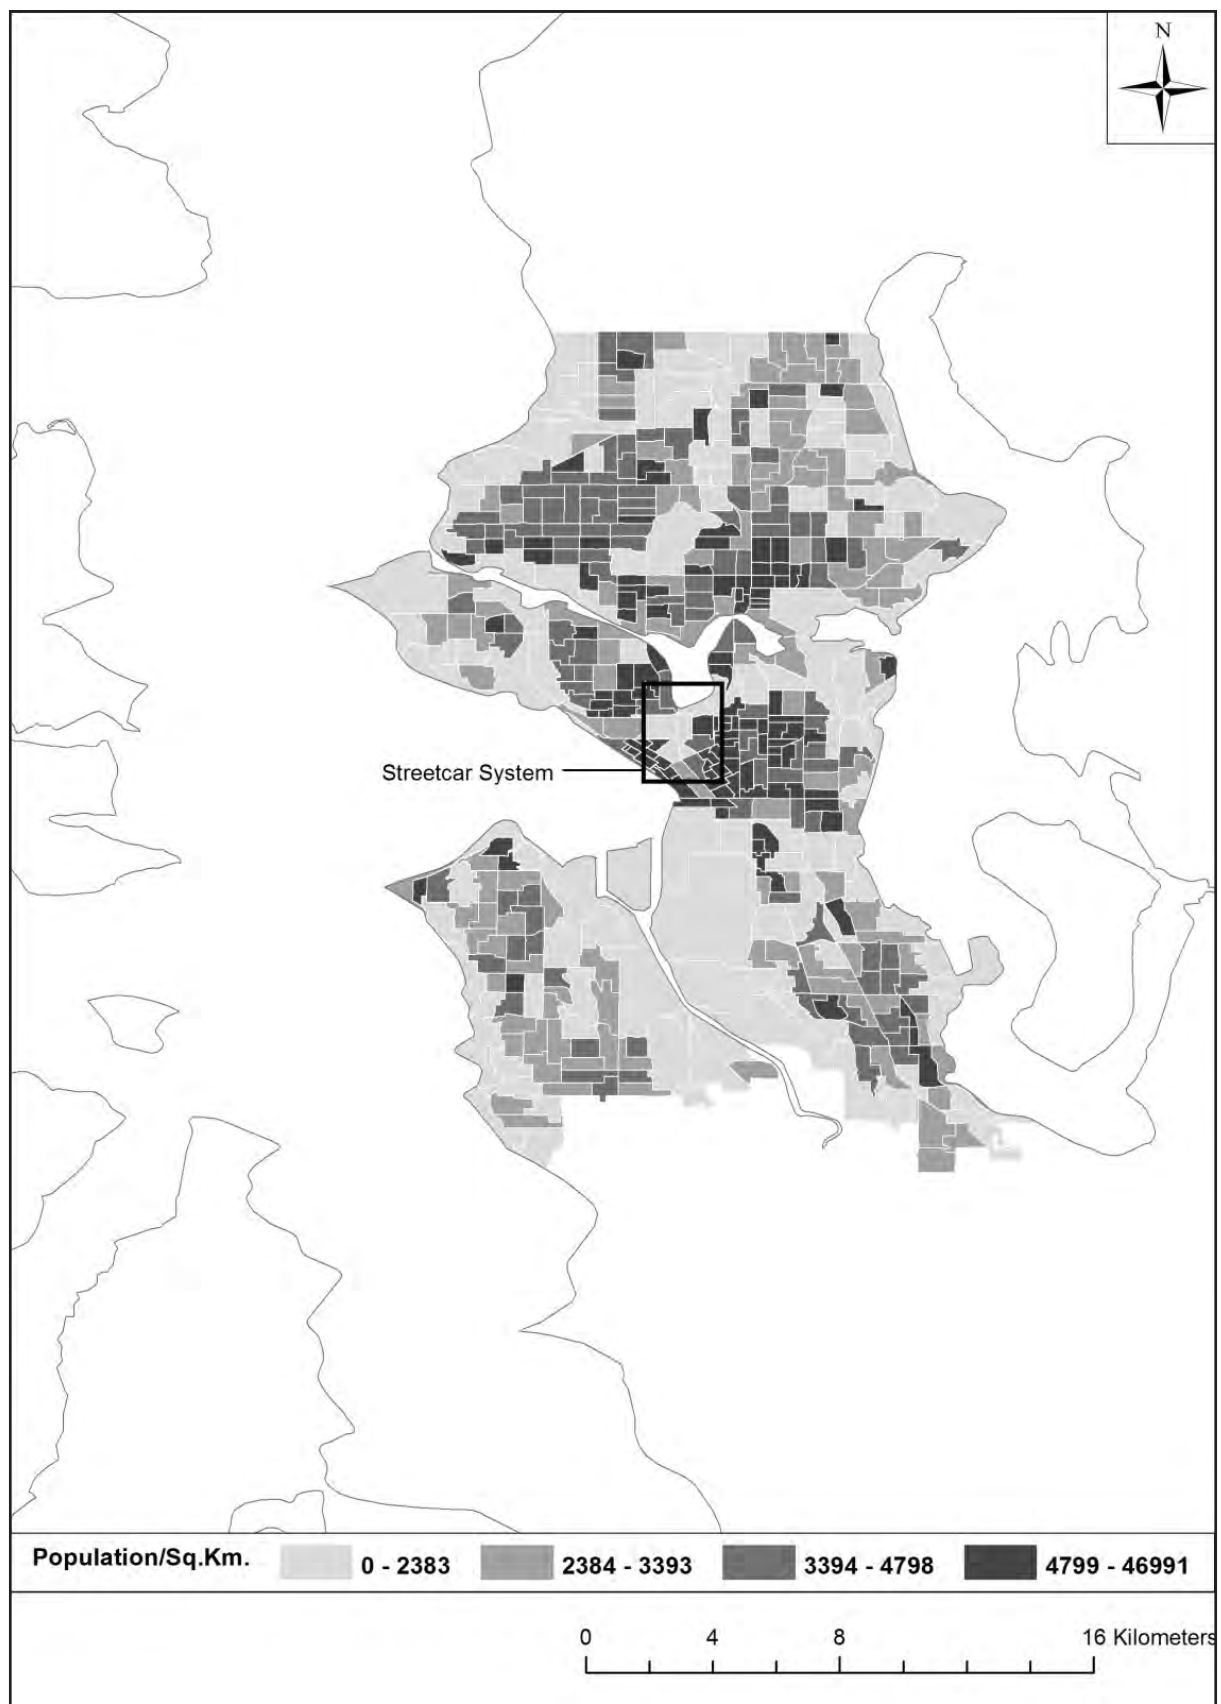 N
Streetcar System
Population/Sq.Km.
0 - 2383
2384 - 3393
3394 - 4798
4799 - 46991
0 4 8 16 Kilometers